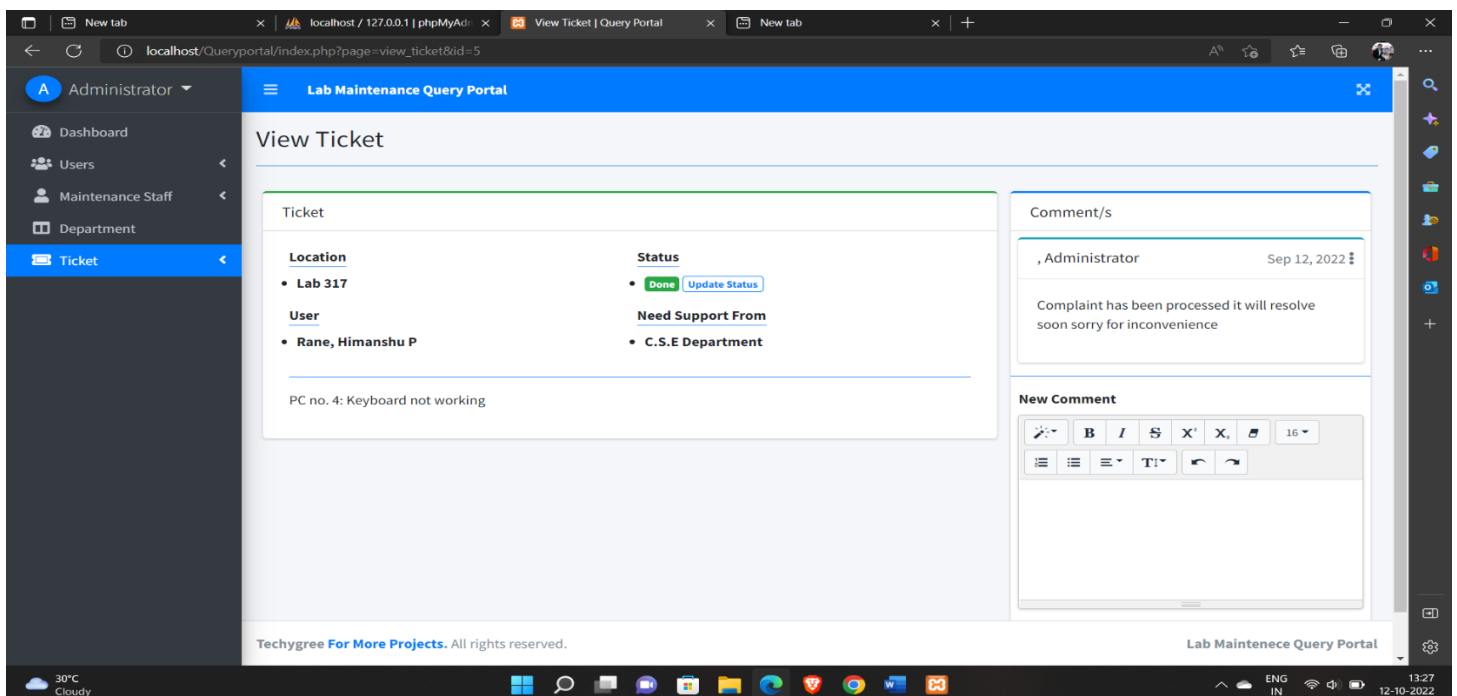 New tab
localhost / 127.0.0.1 | phpMyAdm
View Ticket | Query Portal
New tab
localhost/Queryportal/index.php?page=view_ticket&id=5
A Administrator
Lab Maintenance Query Portal
Dashboard
Users
Maintenance Staff
Department
Ticket
View Ticket
Ticket
Location
• Lab 317
Status
• Done Update Status
User
• Rane, Himanshu P
Need Support From
• C.S.E Department
PC no. 4: Keyboard not working
Comment/s
, Administrator Sep 12, 2022
Complaint has been processed it will resolve
soon sorry for inconvenience
New Comment
B I S X² X₂ 16
T
Techygree For More Projects. All rights reserved.
Lab Maintenece Query Portal
30°C
Cloudy
ENG
IN
13:27
12-10-2022